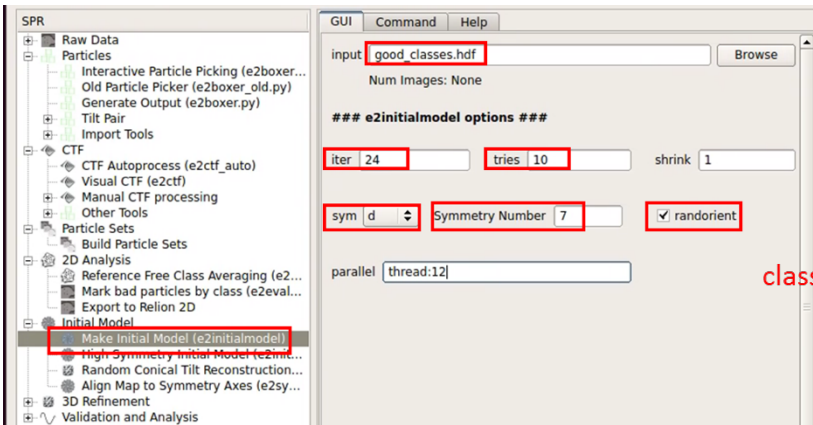 SPR
Raw Data
Particles
Interactive Particle Picking (e2boxer...
Old Particle Picker (e2boxer_old.py)
Generate Output (e2boxer.py)
Tilt Pair
Import Tools
CTF
CTF Autoprocess (e2ctf_auto)
Visual CTF (e2ctf)
Manual CTF processing
Other Tools
Particle Sets
Build Particle Sets
2D Analysis
Reference Free Class Averaging (e2...
Mark bad particles by class (e2eval...
Export to Relion 2D
Initial Model
Make Initial Model (e2initialmodel)
High Symmetry Initial Model (e2init...
Random Conical Tilt Reconstruction...
Align Map to Symmetry Axes (e2sy...
3D Refinement
Validation and Analysis
GUI Command Help
input good_classes.hdf Browse
Num Images: None
### e2initialmodel options ###
iter 24 tries 10 shrink 1
sym d Symmetry Number 7 randorient
parallel thread:12
class